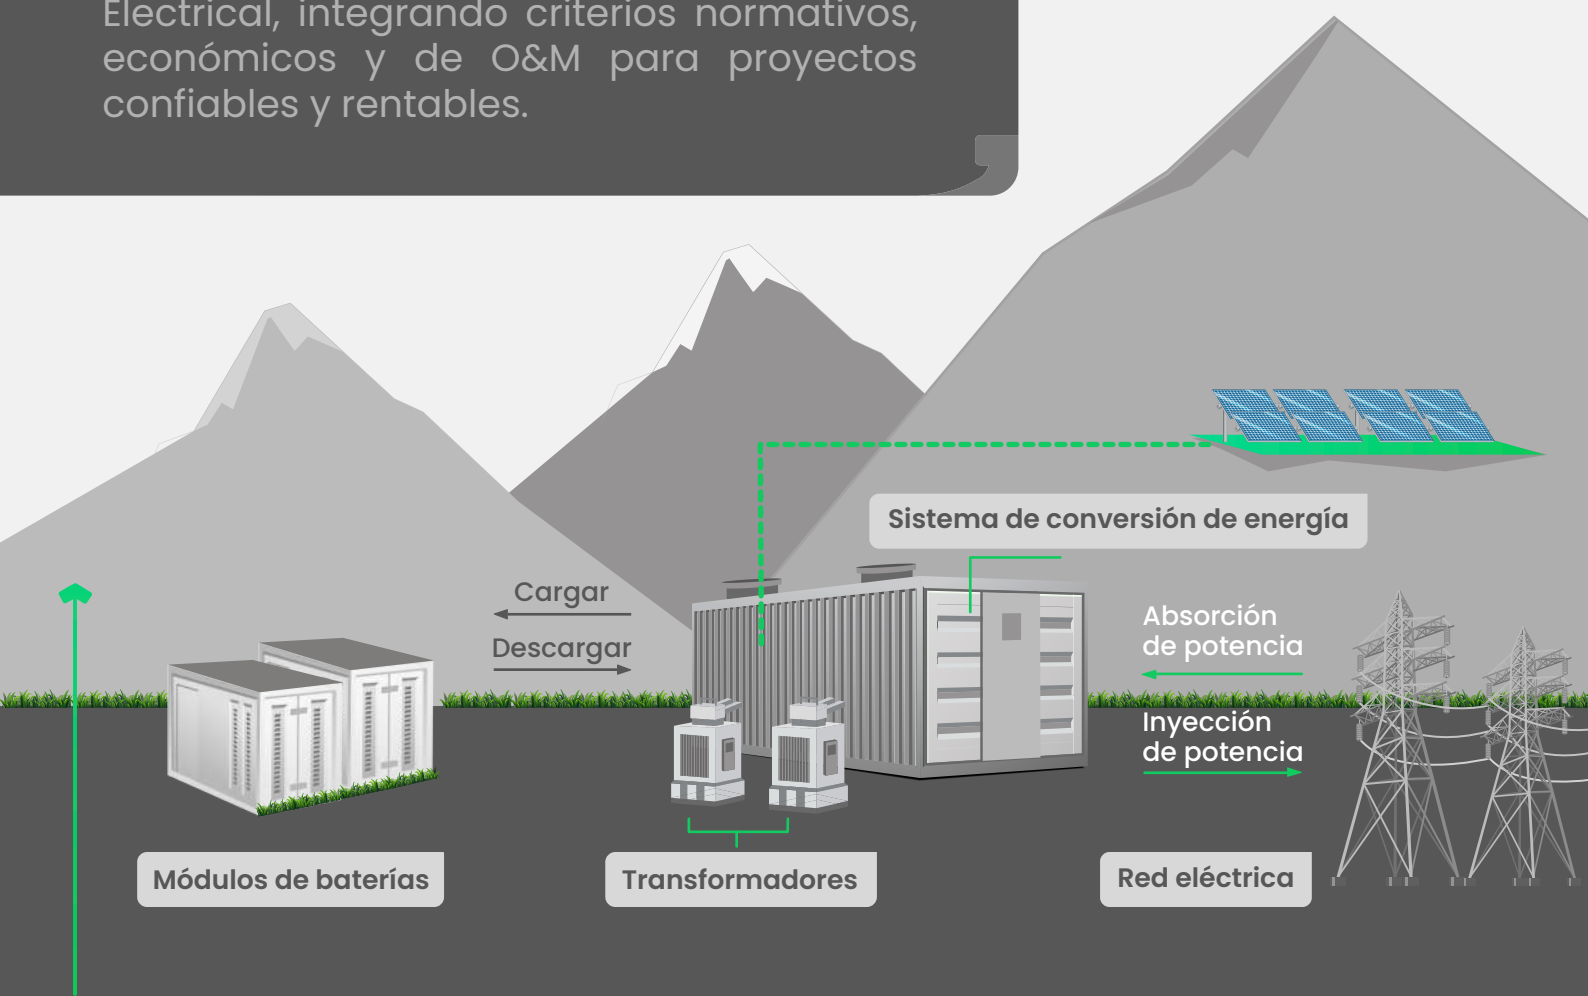 Electrical, integrando criterios normativos,
económicos y de O&M para proyectos
confiables y rentables.
Sistema de conversión de energía
Cargar
Descargar
Absorción
de potencia
Inyección
de potencia
Módulos de baterías
Transformadores
Red eléctrica